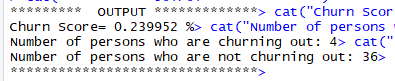 ********** OUTPUT ***************> cat("Churn Scor
Churn Score= 0.239952 %> cat("Number of persons
Number of persons who are churning out: 4> cat("
Number of persons who are not churning out: 36>
********************************>